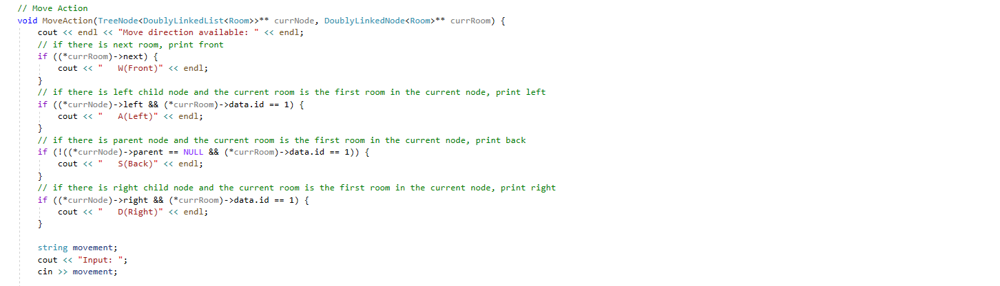 // Move Action
void MoveAction(TreeNode<DoublyLinkedList<Room>>** currNode, DoublyLinkedNode<Room>** currRoom) {
    cout << endl << "Move direction available: " << endl;
    // if there is next room, print front
    if ((*currRoom)->next) {
        cout << "   W(Front)" << endl;
    }
    // if there is left child node and the current room is the first room in the current node, print left
    if ((*currNode)->left && (*currRoom)->data.id == 1) {
        cout << "   A(Left)" << endl;
    }
    // if there is parent node and the current room is the first room in the current node, print back
    if (!((*currNode)->parent == NULL && (*currRoom)->data.id == 1)) {
        cout << "   S(Back)" << endl;
    }
    // if there is right child node and the current room is the first room in the current node, print right
    if ((*currNode)->right && (*currRoom)->data.id == 1) {
        cout << "   D(Right)" << endl;
    }

    string movement;
    cout << "Input: ";
    cin >> movement;